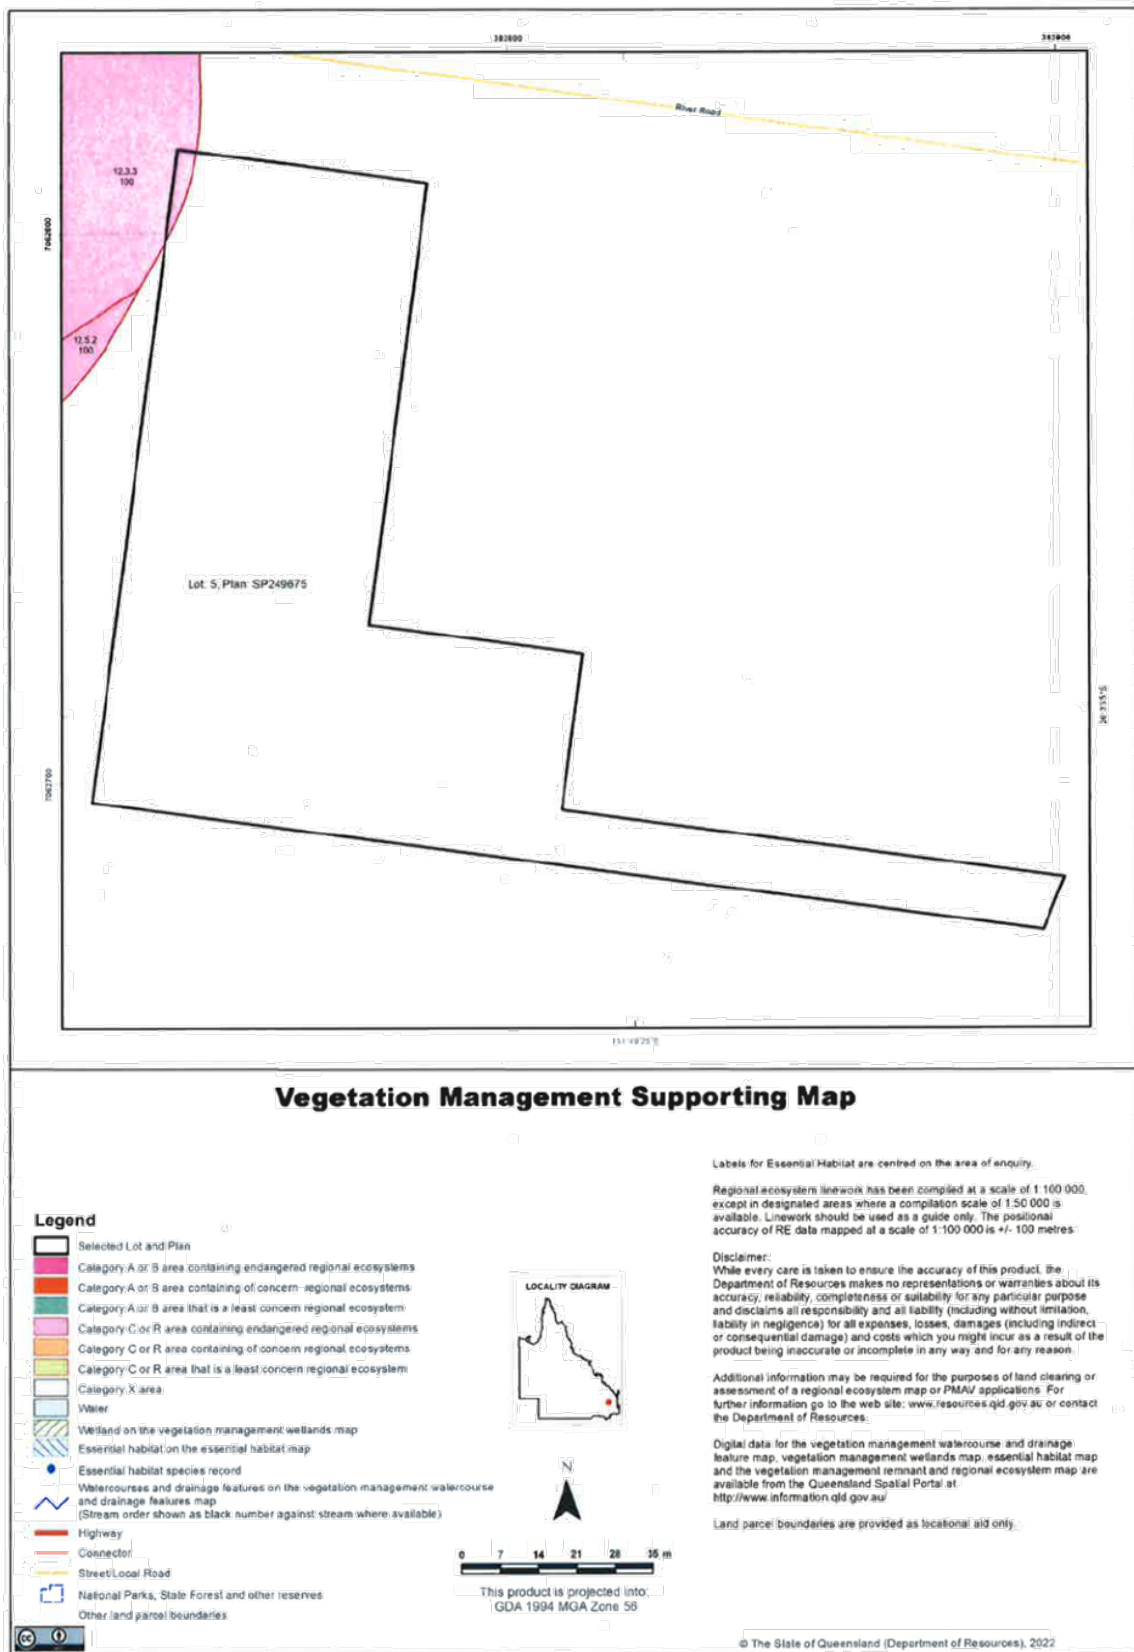 382800
382900
River Road
12.3.3
100
7062800
12.5.2
100
Lot: 5, Plan: SP249675
7062700
Vegetation Management Supporting Map
Labels for Essential Habitat are centred on the area of enquiry.
Regional ecosystem linework has been compiled at a scale of 1:100 000,
except in designated areas where a compilation scale of 1:50 000 is
available. Linework should be used as a guide only. The positional
accuracy of RE data mapped at a scale of 1:100 000 is +/- 100 metres.
Disclaimer:
While every care is taken to ensure the accuracy of this product, the
Department of Resources makes no representations or warranties about its
accuracy, reliability, completeness or suitability for any particular purpose
and disclaims all responsibility and all liability (including without limitation,
liability in negligence) for all expenses, losses, damages (including indirect
or consequential damage) and costs which you might incur as a result of the
product being inaccurate or incomplete in any way and for any reason.
Additional information may be required for the purposes of land clearing or
assessment of a regional ecosystem map or PMAV applications. For
further information go to the web site: www.resources.qld.gov.au or contact
the Department of Resources.
Digital data for the vegetation management watercourse and drainage
feature map, vegetation management wetlands map, essential habitat map
and the vegetation management remnant and regional ecosystem map are
available from the Queensland Spatial Portal at
http://www.information.qld.gov.au/
Land parcel boundaries are provided as locational aid only.
Legend
Selected Lot and Plan
Category A or B area containing endangered regional ecosystems
Category A or B area containing of concern regional ecosystems
Category A or B area that is a least concern regional ecosystem
Category C or R area containing endangered regional ecosystems
Category C or R area containing of concern regional ecosystems
Category C or R area that is a least concern regional ecosystem
Category X area
Water
Wetland on the vegetation management wetlands map
Essential habitat on the essential habitat map
Essential habitat species record
Watercourses and drainage features on the vegetation management watercourse
and drainage features map
(Stream order shown as black number against stream where available)
Highway
Connector
Street/Local Road
National Parks, State Forest and other reserves
Other land parcel boundaries
LOCALITY DIAGRAM
N
0 7 14 21 28 35 m
This product is projected into:
GDA 1994 MGA Zone 56
© The State of Queensland (Department of Resources), 2022